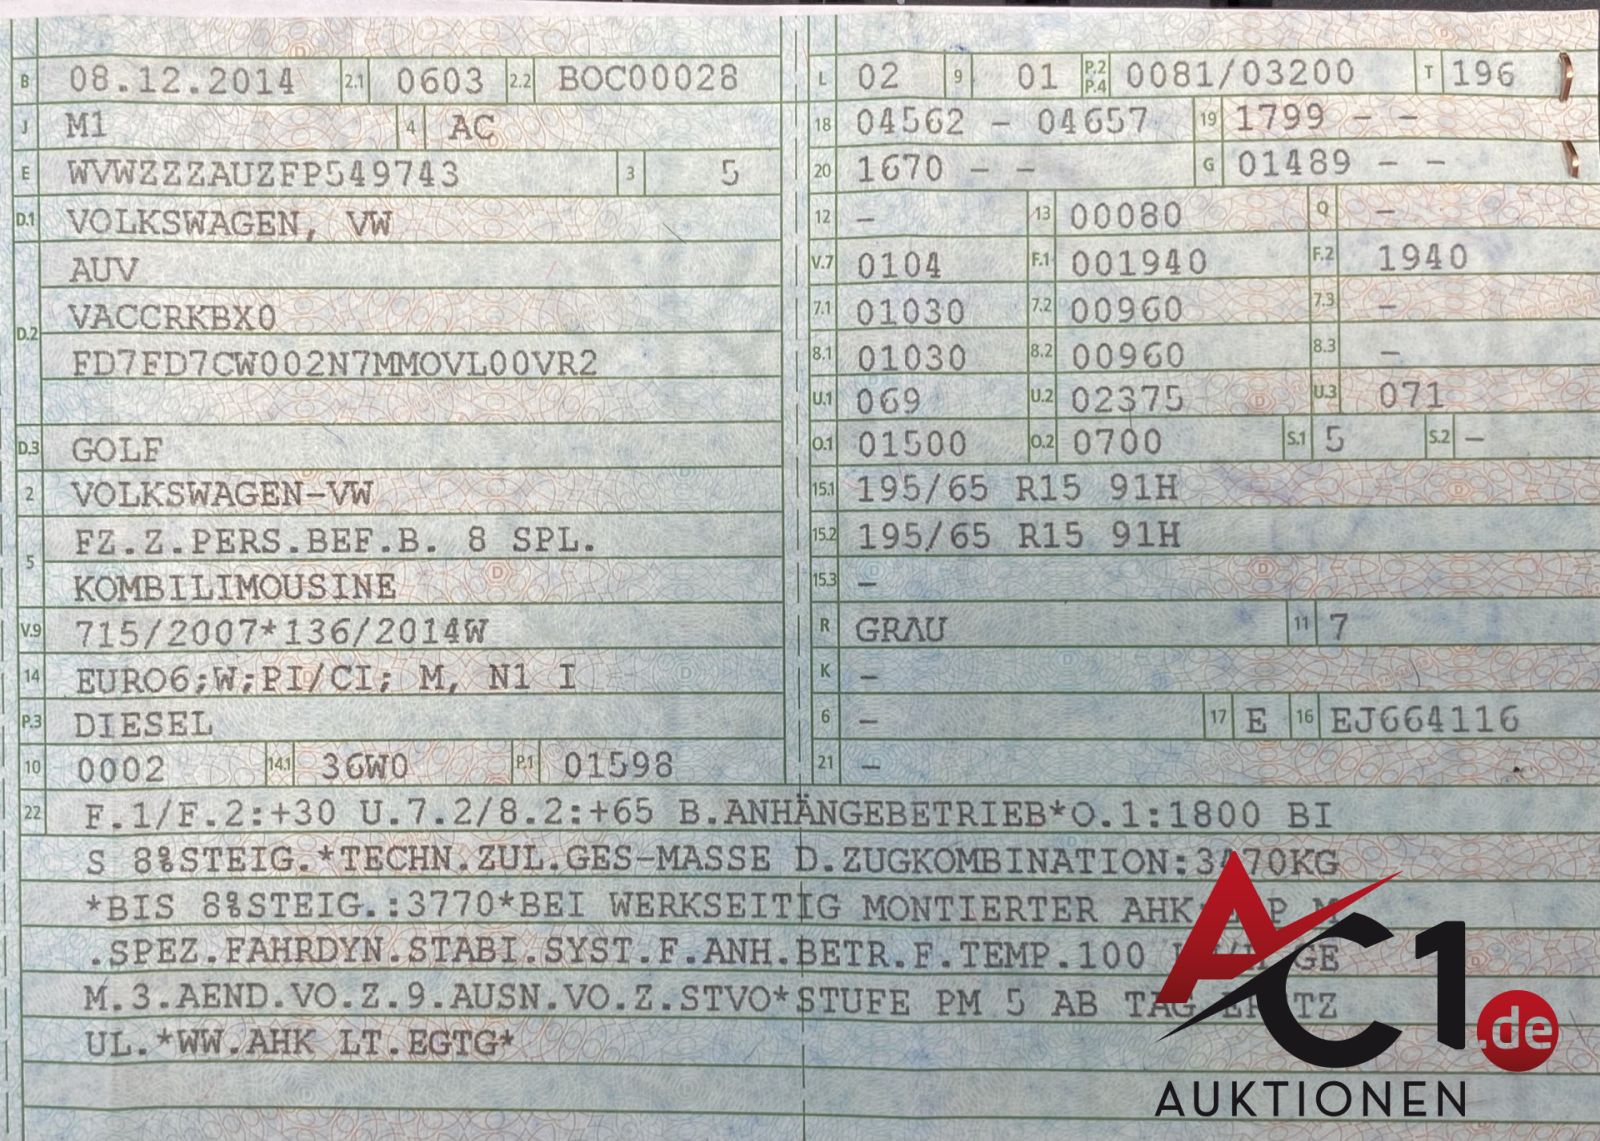 B 08.12.2014 2.1 0603 2.2 BOC00028
J M1 4 AC
E WVWZZZAUZFP549743 3 5
D.1 VOLKSWAGEN, VW
AUV
D.2 VACCRKBX0
FD7FD7CW002N7MMOVL00VR2
D.3 GOLF
2 VOLKSWAGEN-VW
5 FZ.Z.PERS.BEF.B. 8 SPL.
KOMBILIMOUSINE
V.9 715/2007*136/2014W
14 EURO6;W;PI/CI; M, N1 I
P.3 DIESEL
10 0002 14.1 36W0 P.1 01598
L 02 9 01 P.2 P.4 0081/03200 T 196
18 04562 - 04657 19 1799 - -
20 1670 - - G 01489 - -
12 - 13 00080 Q -
V.7 0104 F.1 001940 F.2 1940
7.1 01030 7.2 00960 7.3 -
8.1 01030 8.2 00960 8.3 -
U.1 069 U.2 02375 U.3 071
O.1 01500 O.2 0700 S.1 5 S.2 -
15.1 195/65 R15 91H
15.2 195/65 R15 91H
15.3 -
R GRAU 11 7
K -
6 - 17 E 16 EJ664116
21 -
22 F.1/F.2:+30 U.7.2/8.2:+65 B.ANHÄNGEBETRIEB*O.1:1800 BI
S 8%STEIG.*TECHN.ZUL.GES-MASSE D.ZUGKOMBINATION:3470KG
*BIS 8%STEIG.:3770*BEI WERKSEITIG MONTIERTER AHK
.SPEZ.FAHRDYN.STABI.SYST.F.ANH.BETR.F.TEMP.100 GE
M.3.AEND.VO.Z.9.AUSN.VO.Z.STVO*STUFE PM 5 AB TAG
UL.*WW.AHK LT.EGTG*
AC1.de
AUKTIONEN